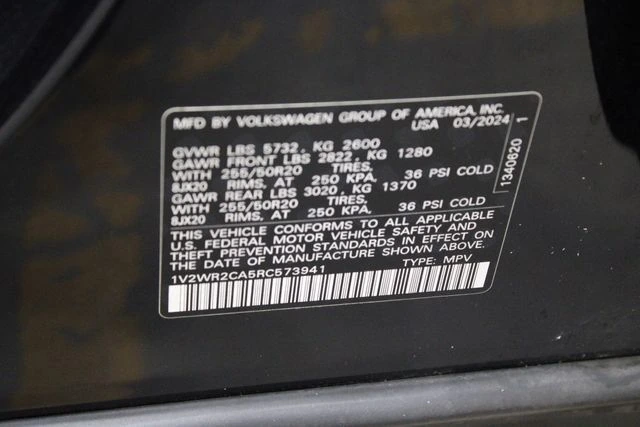 MFD BY VOLKSWAGEN GROUP OF AMERICA, INC.
USA 03/2024
GVWR LBS 5732 , KG 2600
GAWR FRONT LBS 2822 , KG 1280
WITH 255/50R20 TIRES,
8JX20 RIMS, AT 250 KPA, 36 PSI COLD
GAWR REAR LBS 3020 , KG 1370
WITH 255/50R20 TIRES,
8JX20 RIMS, AT 250 KPA, 36 PSI COLD
THIS VEHICLE CONFORMS TO ALL APPLICABLE
U.S. FEDERAL MOTOR VEHICLE SAFETY AND
THEFT PREVENTION STANDARDS IN EFFECT ON
THE DATE OF MANUFACTURE SHOWN ABOVE.
1V2WR2CA5RC573941 TYPE: MPV
1340620 1